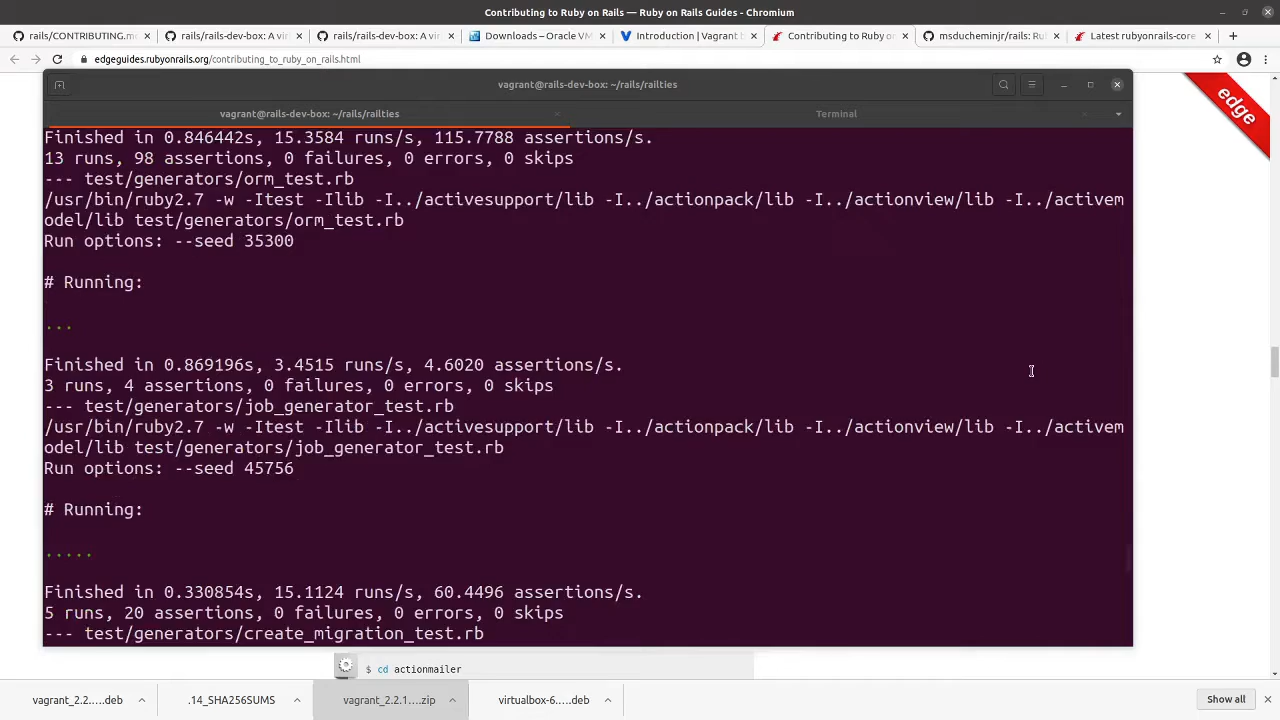 Contributing to Ruby on Rails — Ruby on Rails Guides - Chromium
rails/CONTRIBUTING.m
rails/rails-dev-box: A vi
rails/rails-dev-box: A vi
Downloads – Oracle VM
Introduction | Vagrant b
Contributing to Ruby on
msducheminjr/rails: Ru
Latest rubyonrails-core
edgeguides.rubyonrails.org/contributing_to_ruby_on_rails.html
edge
vagrant@rails-dev-box: ~/rails/railties
vagrant@rails-dev-box: ~/rails/railties
Terminal
Finished in 0.846442s, 15.3584 runs/s, 115.7788 assertions/s.
13 runs, 98 assertions, 0 failures, 0 errors, 0 skips
--- test/generators/orm_test.rb
/usr/bin/ruby2.7 -w -Itest -Ilib -I../activesupport/lib -I../actionpack/lib -I../actionview/lib -I../activem
odel/lib test/generators/orm_test.rb
Run options: --seed 35300
# Running:
...
Finished in 0.869196s, 3.4515 runs/s, 4.6020 assertions/s.
3 runs, 4 assertions, 0 failures, 0 errors, 0 skips
--- test/generators/job_generator_test.rb
/usr/bin/ruby2.7 -w -Itest -Ilib -I../activesupport/lib -I../actionpack/lib -I../actionview/lib -I../activem
odel/lib test/generators/job_generator_test.rb
Run options: --seed 45756
# Running:
.....
Finished in 0.330854s, 15.1124 runs/s, 60.4496 assertions/s.
5 runs, 20 assertions, 0 failures, 0 errors, 0 skips
--- test/generators/create_migration_test.rb
$ cd actionmailer
vagrant_2.2.....deb
.14_SHA256SUMS
vagrant_2.2.1....zip
virtualbox-6.....deb
Show all